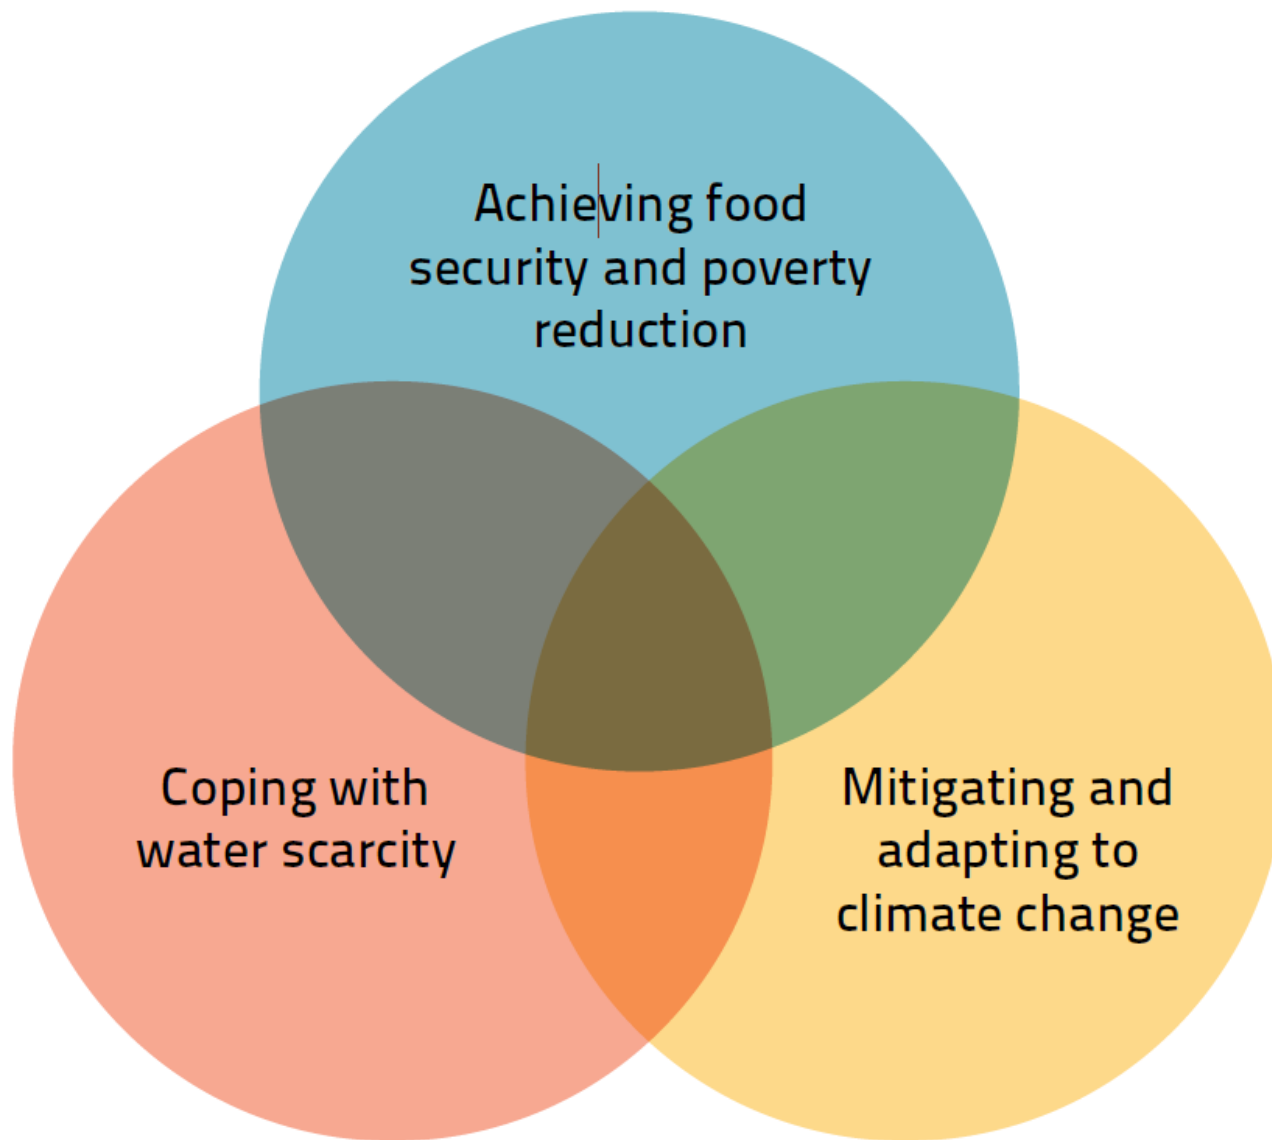 Achieving food
security and poverty
reduction
Coping with
water scarcity
Mitigating and
adapting to
climate change